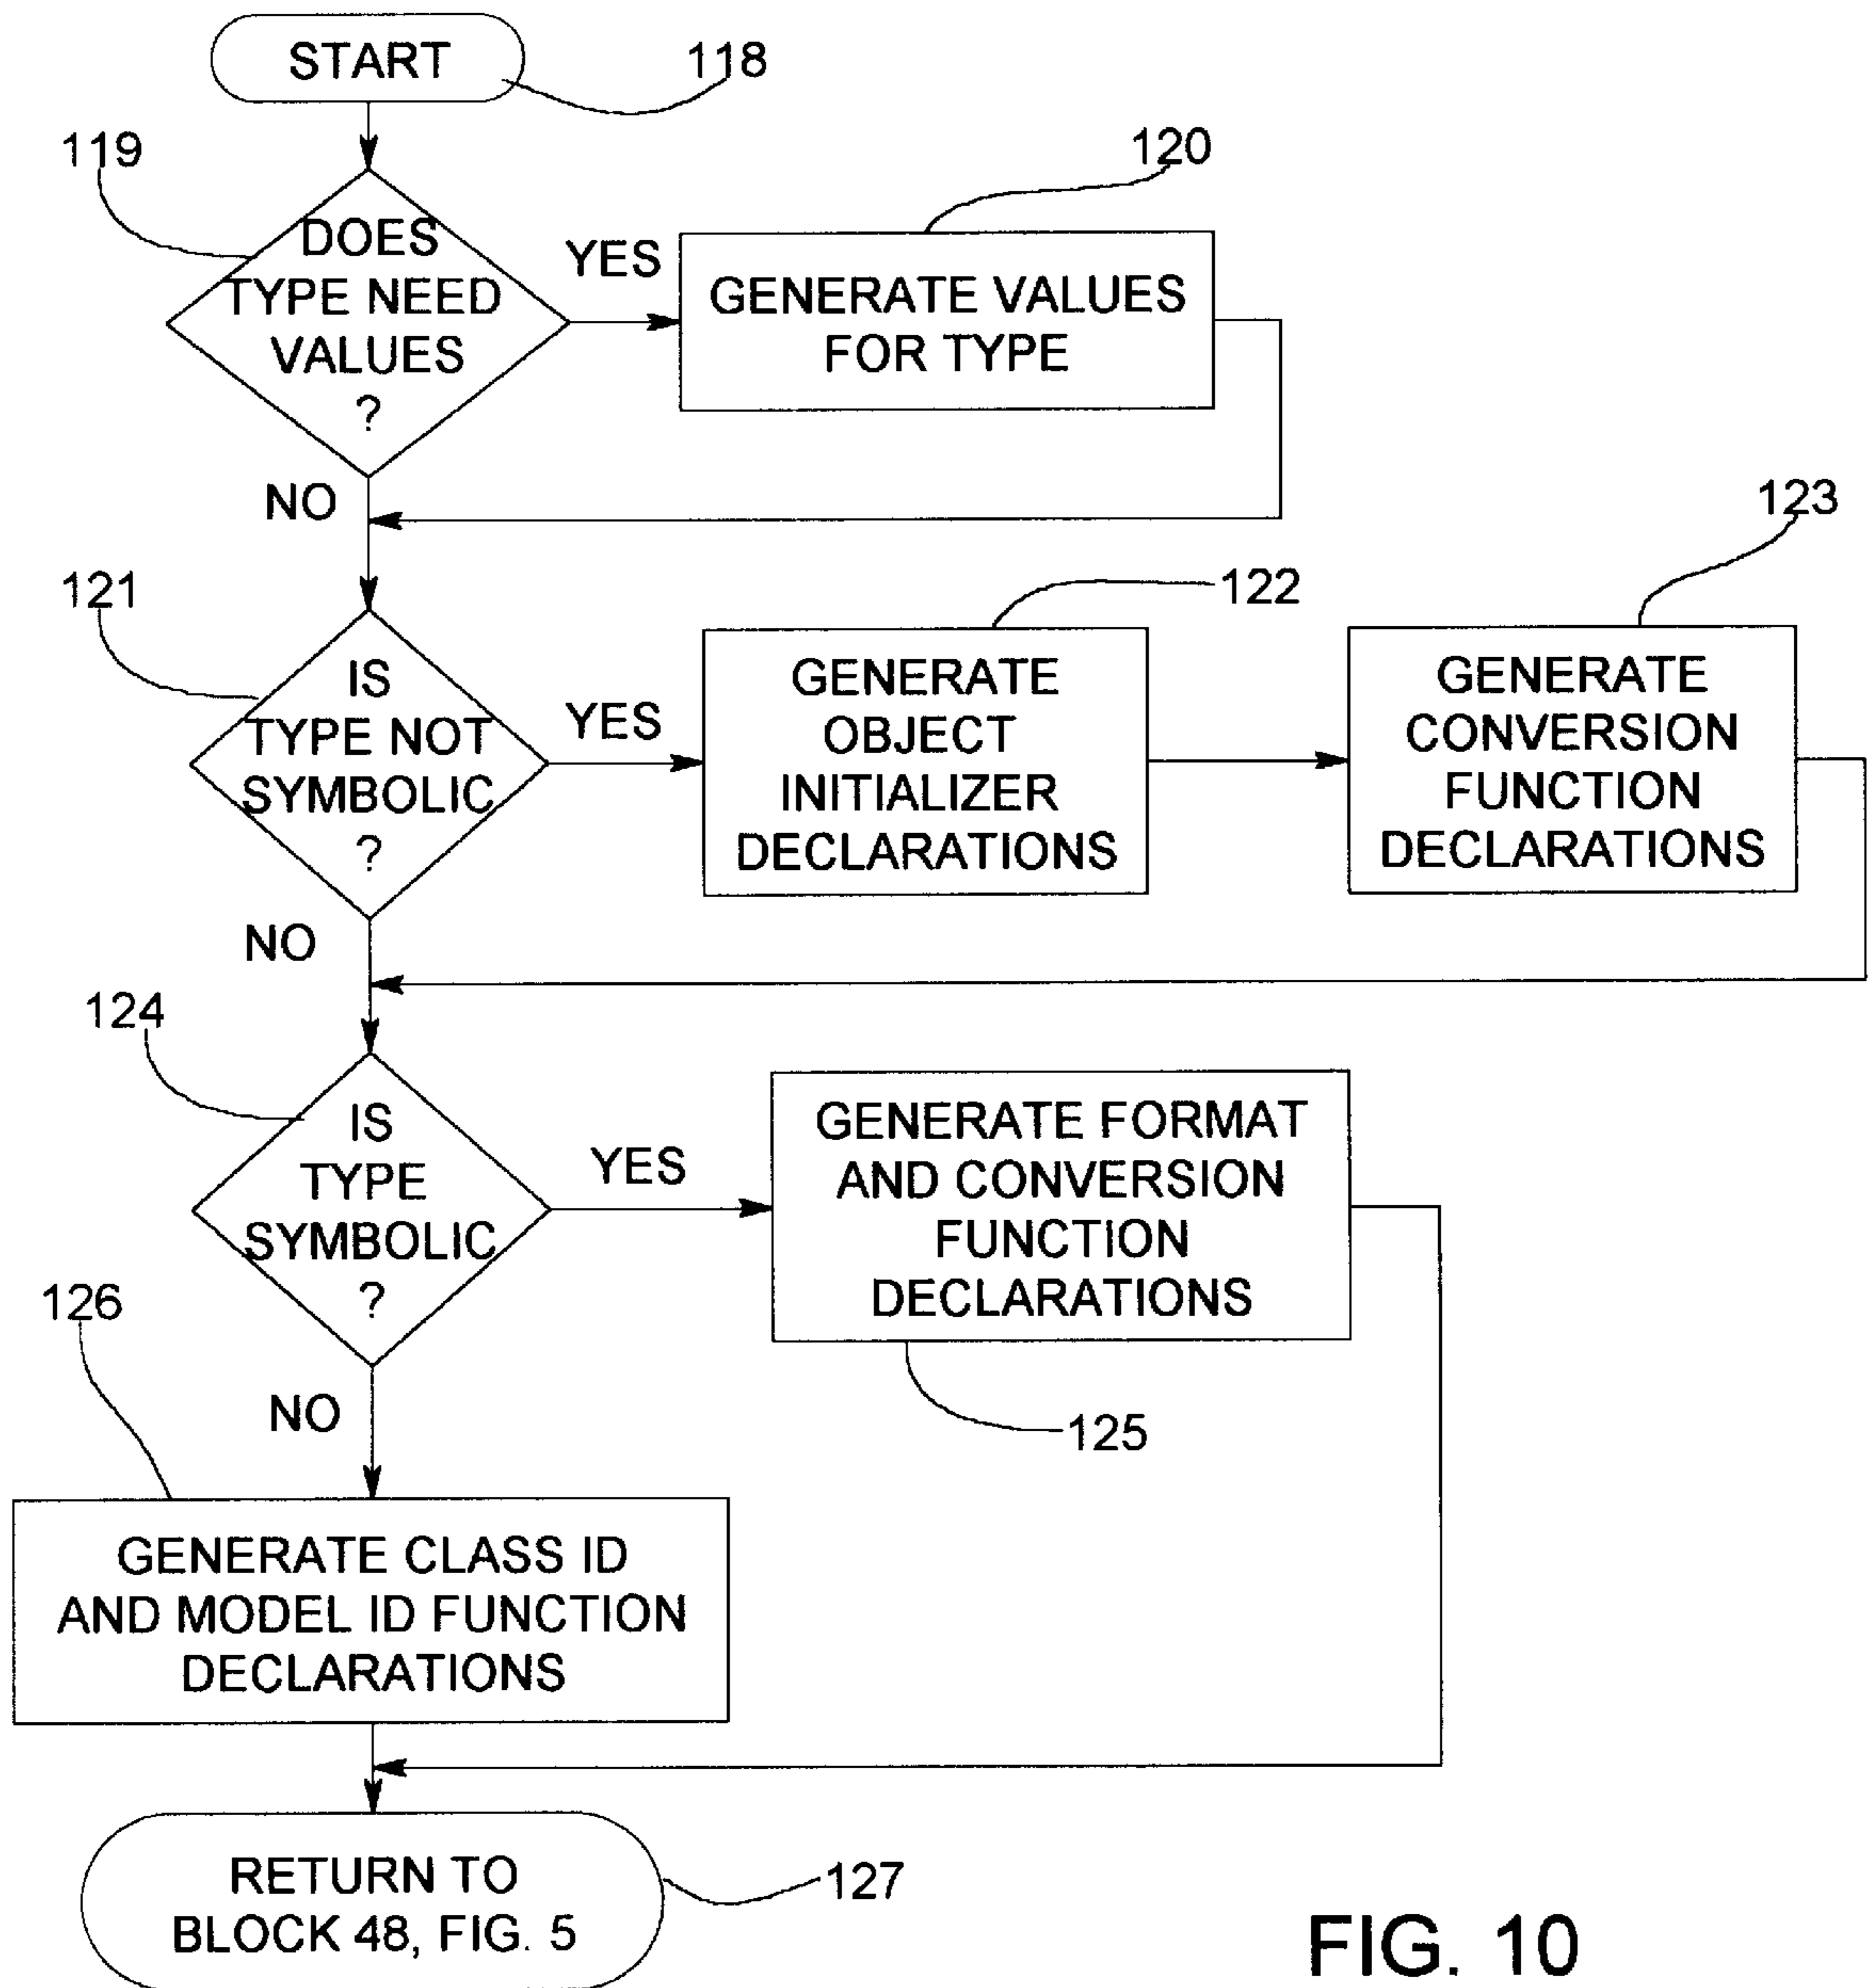 START
118
119
DOES
TYPE NEED
VALUES
?
YES
120
GENERATE VALUES
FOR TYPE
NO
121
IS
TYPE NOT
SYMBOLIC
?
YES
122
GENERATE
OBJECT
INITIALIZER
DECLARATIONS
123
GENERATE
CONVERSION
FUNCTION
DECLARATIONS
NO
124
IS
TYPE
SYMBOLIC
?
YES
GENERATE FORMAT
AND CONVERSION
FUNCTION
DECLARATIONS
125
NO
126
GENERATE CLASS ID
AND MODEL ID FUNCTION
DECLARATIONS
RETURN TO
BLOCK 48, FIG. 5
127
FIG. 10